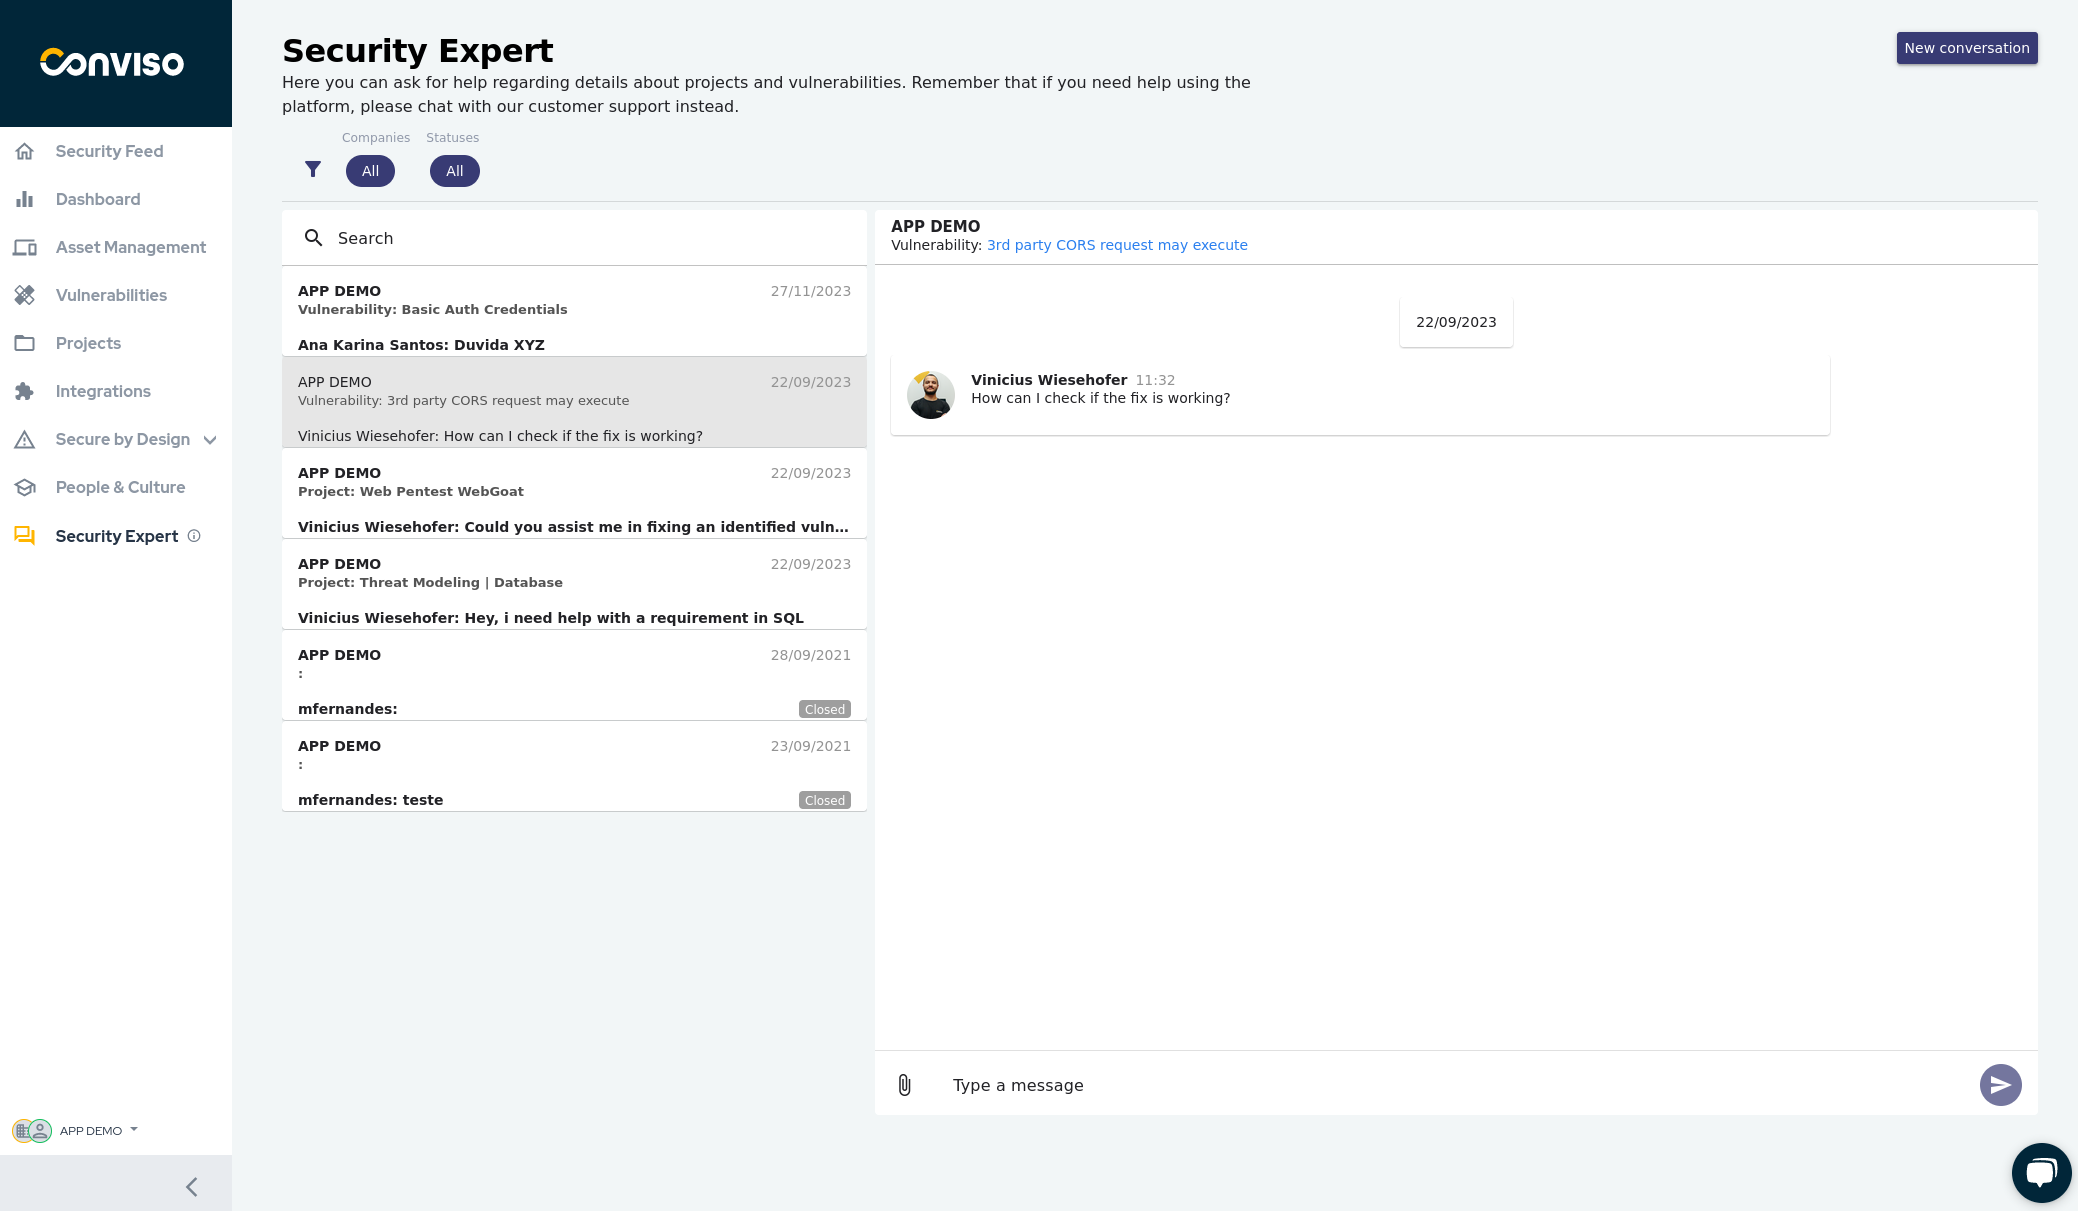 Conviso
Security Feed
Dashboard
Asset Management
Vulnerabilities
Projects
Integrations
Secure by Design
People & Culture
Security Expert
APP DEMO
Security Expert
New conversation
Here you can ask for help regarding details about projects and vulnerabilities. Remember that if you need help using the
platform, please chat with our customer support instead.
Companies Statuses
All All
Search
APP DEMO 27/11/2023
Vulnerability: Basic Auth Credentials
Ana Karina Santos: Duvida XYZ
APP DEMO 22/09/2023
Vulnerability: 3rd party CORS request may execute
Vinicius Wiesehofer: How can I check if the fix is working?
APP DEMO 22/09/2023
Project: Web Pentest WebGoat
Vinicius Wiesehofer: Could you assist me in fixing an identified vuln...
APP DEMO 22/09/2023
Project: Threat Modeling | Database
Vinicius Wiesehofer: Hey, i need help with a requirement in SQL
APP DEMO 28/09/2021
:
mfernandes: Closed
APP DEMO 23/09/2021
:
mfernandes: teste Closed
APP DEMO
Vulnerability: 3rd party CORS request may execute
22/09/2023
Vinicius Wiesehofer 11:32
How can I check if the fix is working?
Type a message